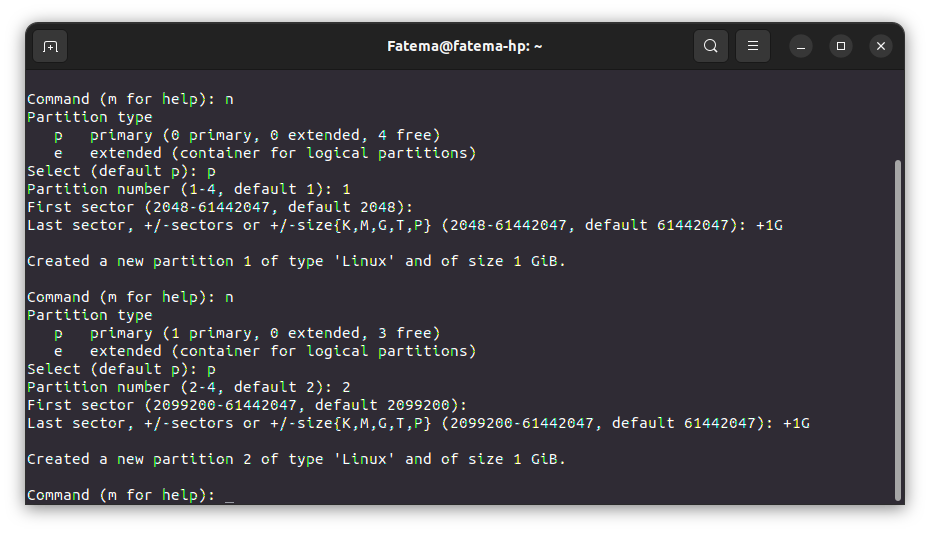 Fatema@fatema-hp: ~
Command (m for help): n
Partition type
   p   primary (0 primary, 0 extended, 4 free)
   e   extended (container for logical partitions)
Select (default p): p
Partition number (1-4, default 1): 1
First sector (2048-61442047, default 2048):
Last sector, +/-sectors or +/-size{K,M,G,T,P} (2048-61442047, default 61442047): +1G
Created a new partition 1 of type 'Linux' and of size 1 GiB.
Command (m for help): n
Partition type
   p   primary (1 primary, 0 extended, 3 free)
   e   extended (container for logical partitions)
Select (default p): p
Partition number (2-4, default 2): 2
First sector (2099200-61442047, default 2099200):
Last sector, +/-sectors or +/-size{K,M,G,T,P} (2099200-61442047, default 61442047): +1G
Created a new partition 2 of type 'Linux' and of size 1 GiB.
Command (m for help): _